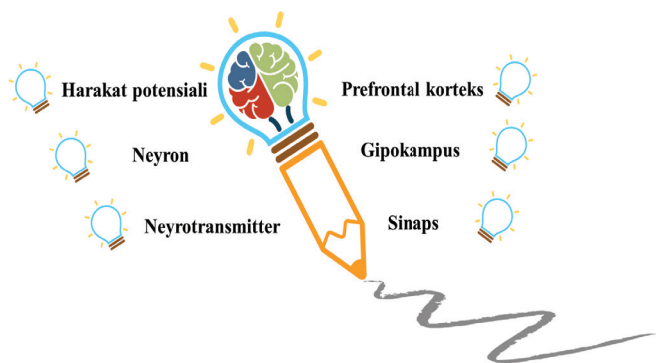 Harakat potensiali
Neyron
Neyrotransmitter
Prefrontal korteks
Gipokampus
Sinaps